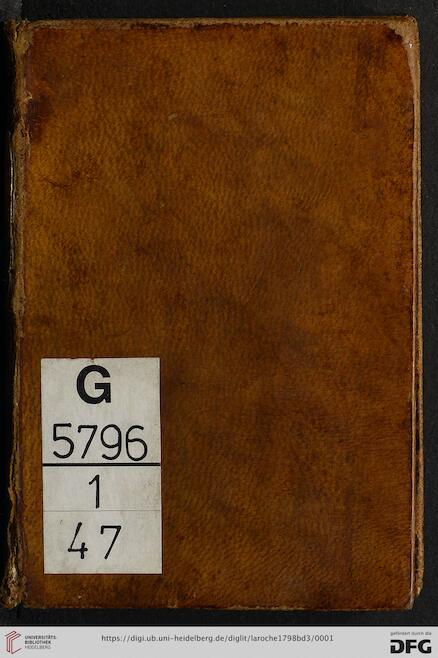 G
5796
1
47
UNIVERSITÄTS-
BIBLIOTHEK
HEIDELBERG
https://digi.ub.uni-heidelberg.de/diglit/laroche1798bd3/0001
gefördert durch die
DFG